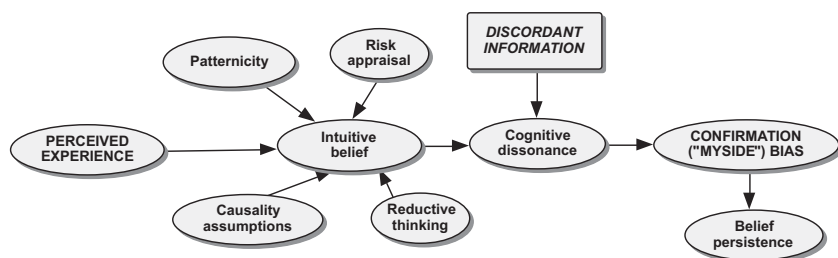 DISCORDANT
INFORMATION
Risk
appraisal
Patternicity
PERCEIVED
EXPERIENCE
Intuitive
belief
Cognitive
dissonance
CONFIRMATION
("MYSIDE") BIAS
Causality
assumptions
Reductive
thinking
Belief
persistence